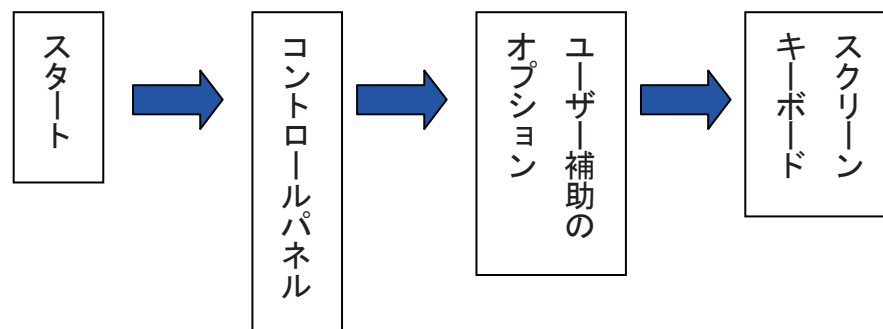 スタート
コントロールパネル
ユーザー補助の
オプション
スクリーン
キーボード